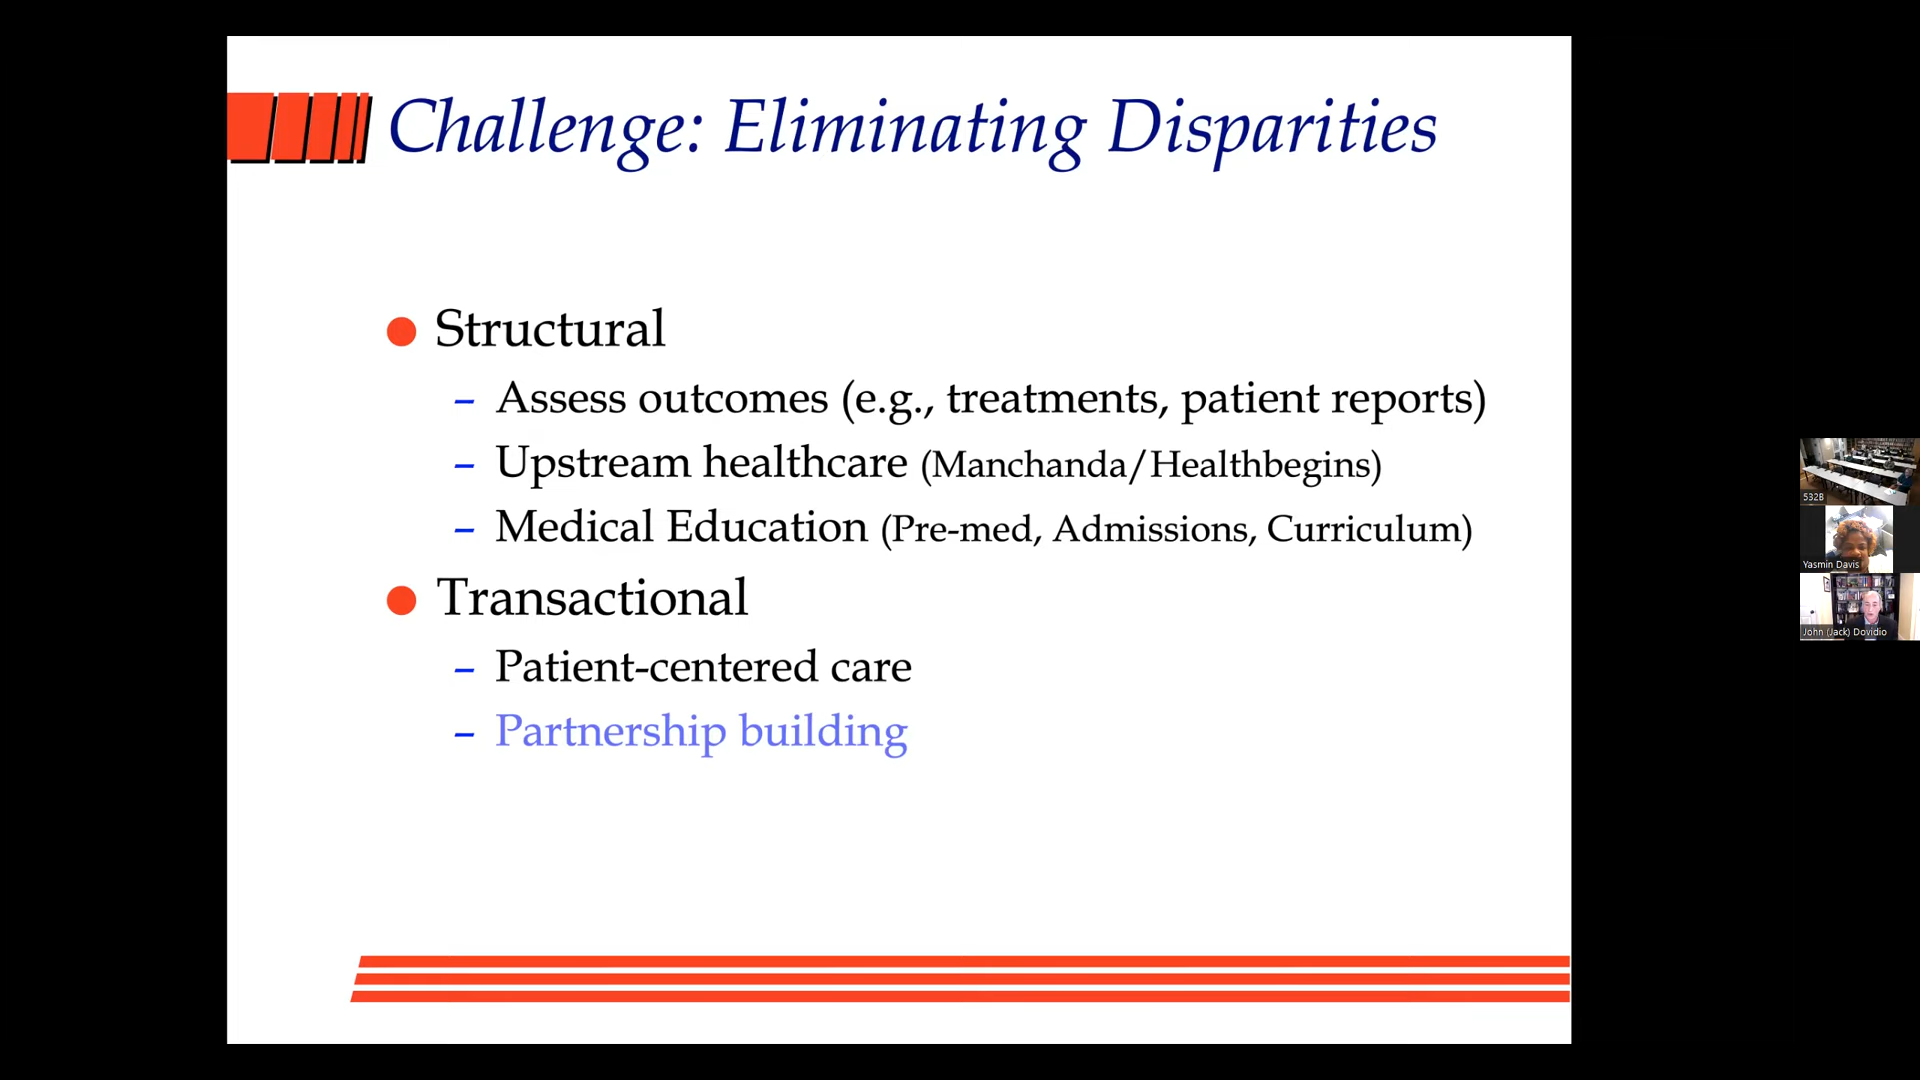 Challenge: Eliminating Disparities
Structural
– Assess outcomes (e.g., treatments, patient reports)
– Upstream healthcare (Manchanda/Healthbegins)
– Medical Education (Pre-med, Admissions, Curriculum)
Transactional
– Patient-centered care
– Partnership building
532B
Yasmin Davis
John (Jack) Dovidio